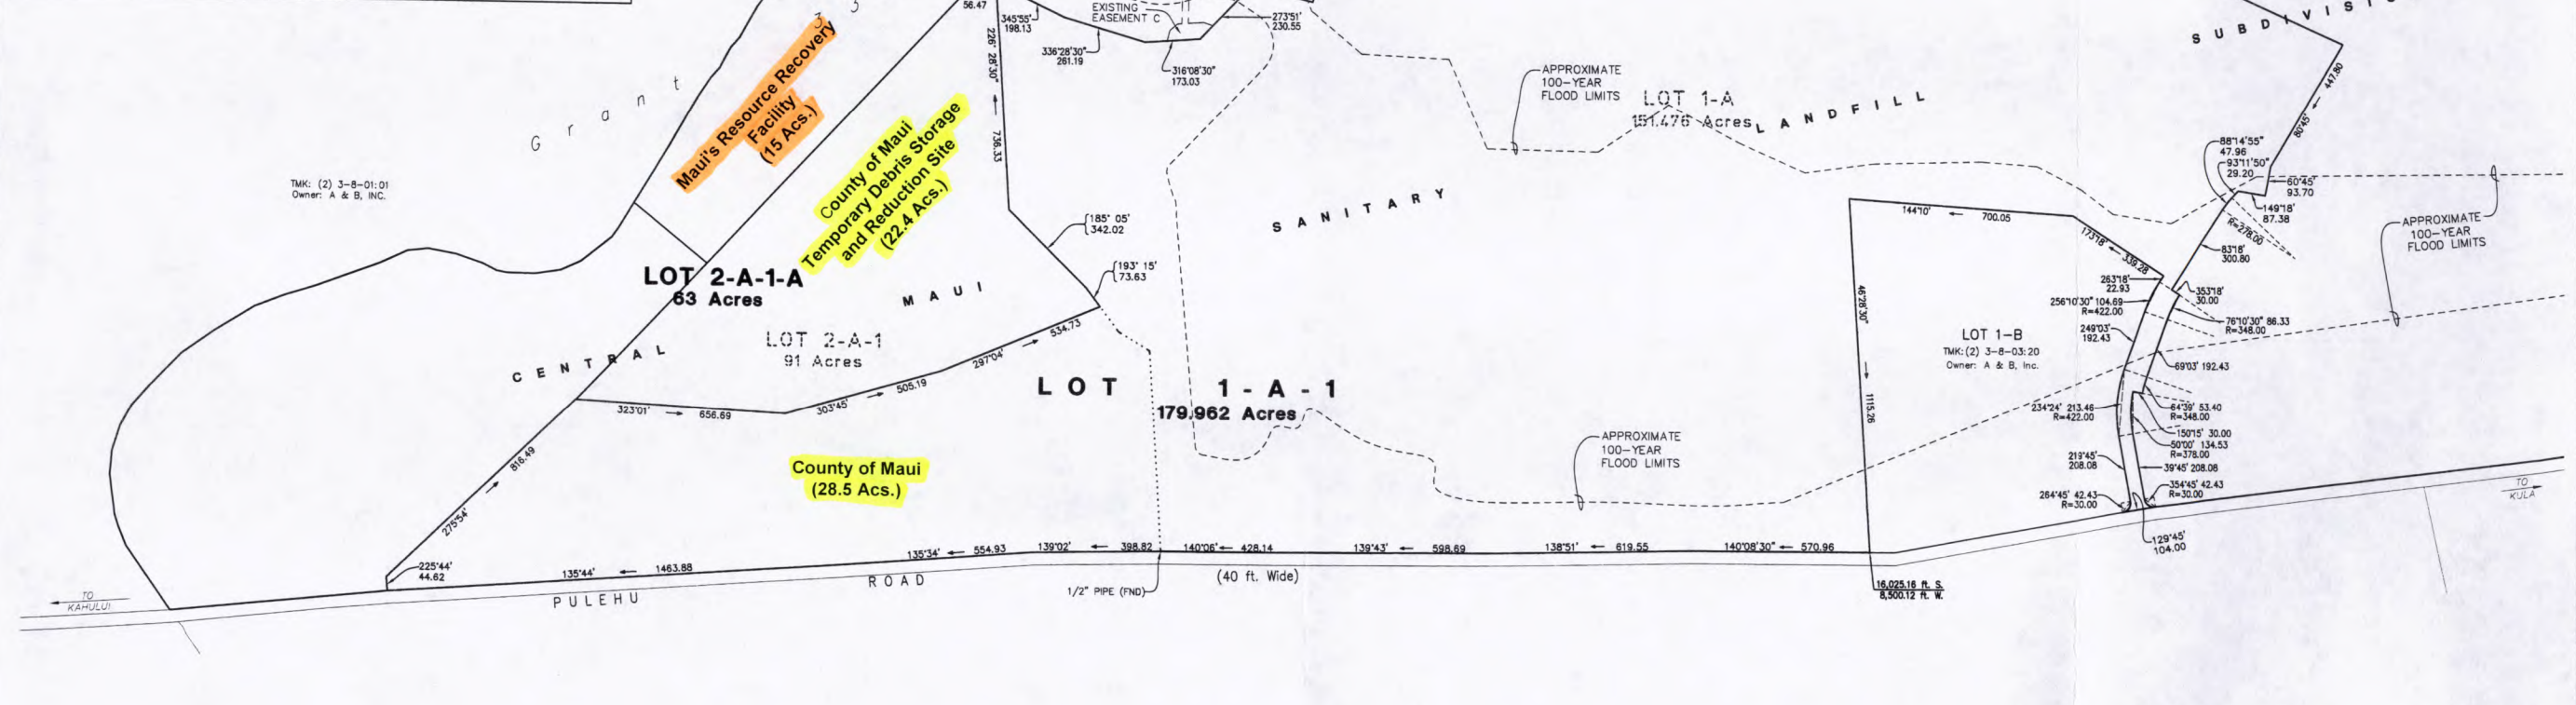 56.47
345°55'
198.13
EXISTING
EASEMENT C
273°51'
230.55
336°28'30"
261.19
316°08'30"
173.03
226° 28'30"
736.33
3 3
Grant
SUBDIVISI
Maui's Resource Recovery
Facility
(15 Acs.)
County of Maui
Temporary Debris Storage
and Reduction Site
(22.4 Acs.)
APPROXIMATE
100-YEAR
FLOOD LIMITS
LOT 1-A
151.476 Acres
LANDFILL
447.80
80°45'
88°14'55"
47.96
93°11'50"
29.20
60°45'
93.70
149°18'
87.38
R=278.00
83°18'
300.80
APPROXIMATE
100-YEAR
FLOOD LIMITS
TMK: (2) 3-8-01:01
Owner: A & B, INC.
SANITARY
185° 05'
342.02
193° 15'
73.63
144°10' 700.05
173°18' 339.28
263°18'
22.93
353°18'
30.00
256°10'30" 104.69
R=422.00
76°10'30" 86.33
R=348.00
249°03'
192.43
69°03' 192.43
LOT 2-A-1-A
63 Acres
MAUI
CENTRAL
LOT 2-A-1
91 Acres
46°28'30"
1115.26
LOT 1-B
TMK:(2) 3-8-03:20
Owner: A & B, Inc.
323°01' 656.69
303°45' 505.19
297°04' 534.73
LOT 1-A-1
179.962 Acres
234°24' 213.46
R=422.00
64°39' 53.40
R=348.00
150°15' 30.00
50°00' 134.53
R=378.00
219°45'
208.08
39°45' 208.08
264°45' 42.43
R=30.00
354°45' 42.43
R=30.00
129°45'
104.00
APPROXIMATE
100-YEAR
FLOOD LIMITS
County of Maui
(28.5 Acs.)
275°54' 816.49
225°44'
44.62
TO
KAHULUI
TO
KULA
135°44' 1463.88
135°34' 554.93
139°02' 398.82
140°06' 428.14
139°43' 598.69
138°51' 619.55
140°08'30" 570.96
PULEHU ROAD
(40 ft. Wide)
1/2" PIPE (FND)
16,025.16 ft. S.
8,500.12 ft. W.